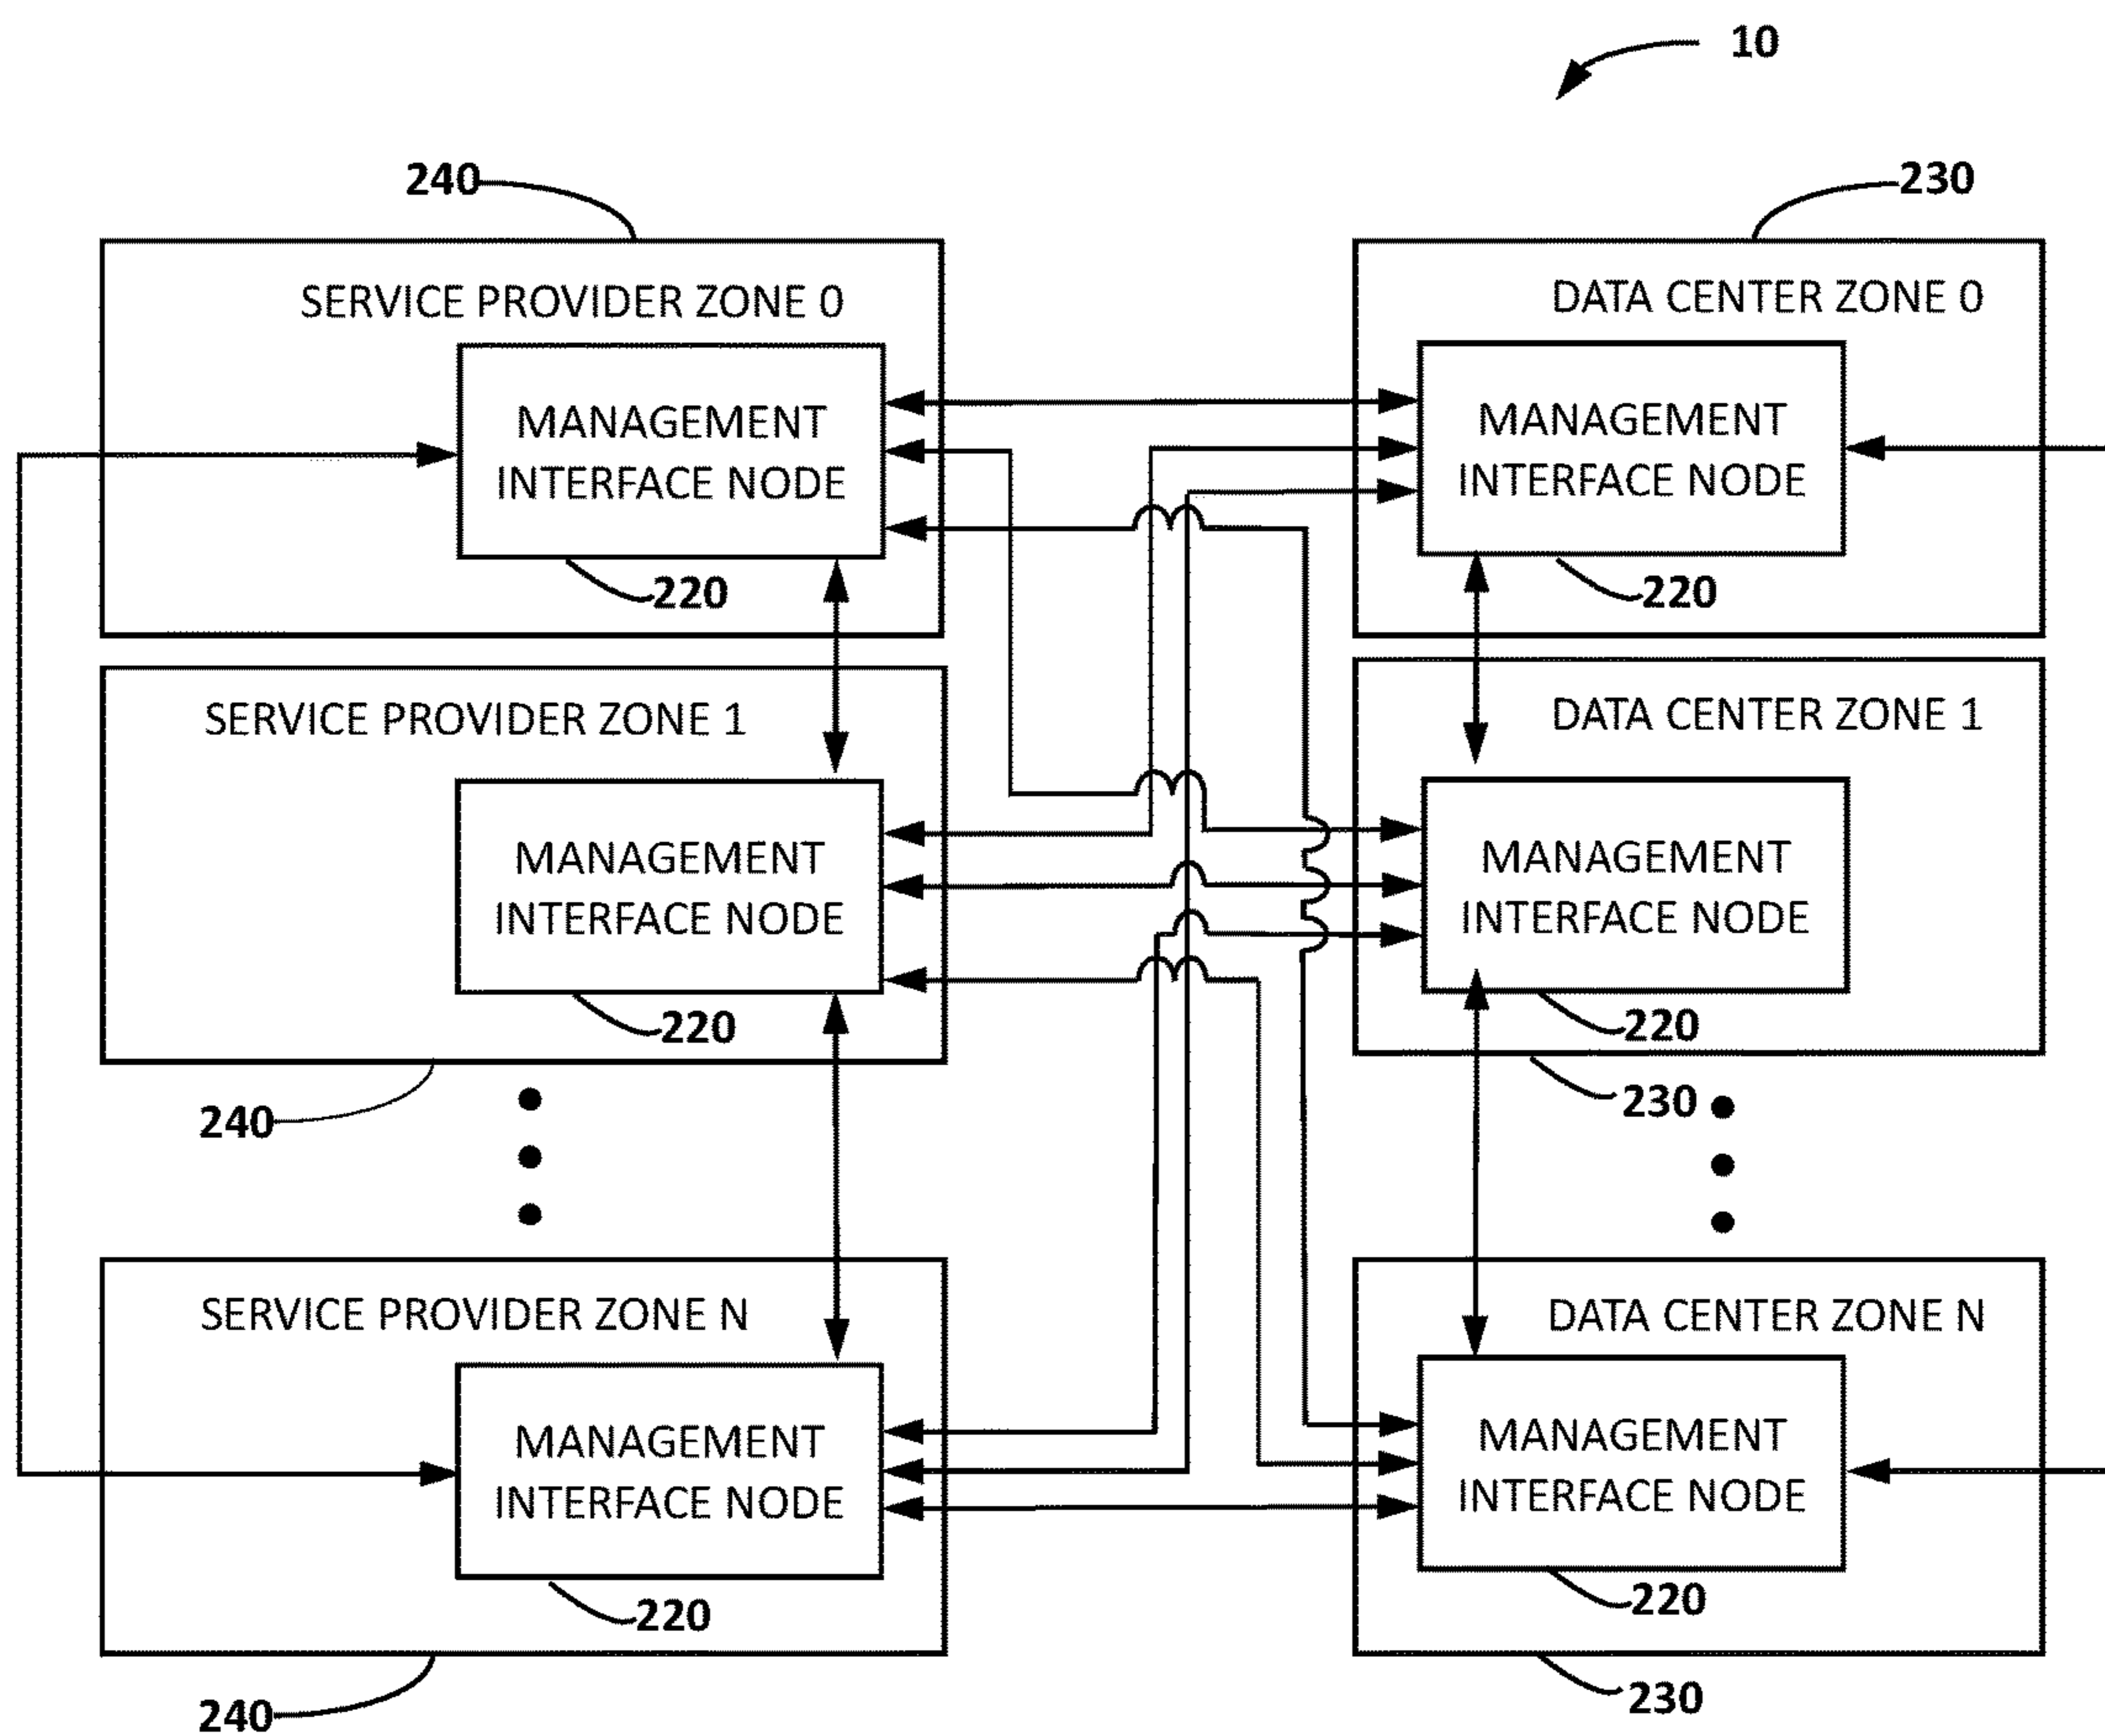 10
240
230
SERVICE PROVIDER ZONE 0
DATA CENTER ZONE 0
MANAGEMENT
INTERFACE NODE
MANAGEMENT
INTERFACE NODE
220
220
SERVICE PROVIDER ZONE 1
DATA CENTER ZONE 1
MANAGEMENT
INTERFACE NODE
MANAGEMENT
INTERFACE NODE
220
220
240
230
SERVICE PROVIDER ZONE N
DATA CENTER ZONE N
MANAGEMENT
INTERFACE NODE
MANAGEMENT
INTERFACE NODE
220
220
240
230